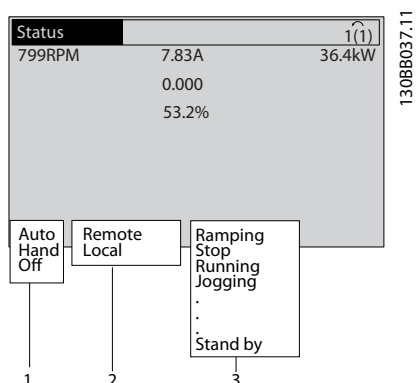 Status
1(1)
799RPM 7.83A 36.4kW
0.000
53.2%
Auto
Hand
Off
Remote
Local
Ramping
Stop
Running
Jogging
.
.
.
Stand by
1 2 3
130BB037.11